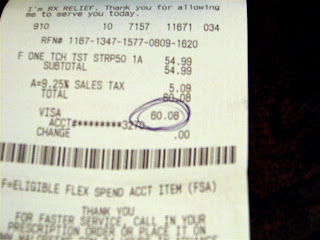 I'm RX RELIEF. Thank you for allowing
me to serve you today.
910 10 7157 11671 034
RFN# 1167-1347-1577-0809-1620
F ONE TCH TST STRP50 1A 54.99
SUBTOTAL 54.99
A=9.25% SALES TAX 5.09
TOTAL 60.08
VISA 60.08
ACCT#*********3270
CHANGE .00
F=ELIGIBLE FLEX SPEND ACCT ITEM (FSA)
THANK YOU
FOR FASTER SERVICE, CALL IN YOUR
PRESCRIPTION ORDER OR PLACE IT ON